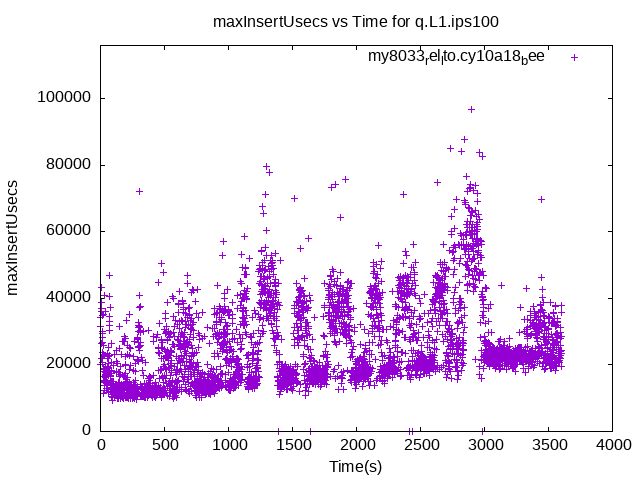 maxInsertUsecs vs Time for q.L1.ips100
my8033rellto.cy10a18bee
maxInsertUsecs
100000
80000
60000
40000
20000
0
0 500 1000 1500 2000 2500 3000 3500 4000
Time(s)